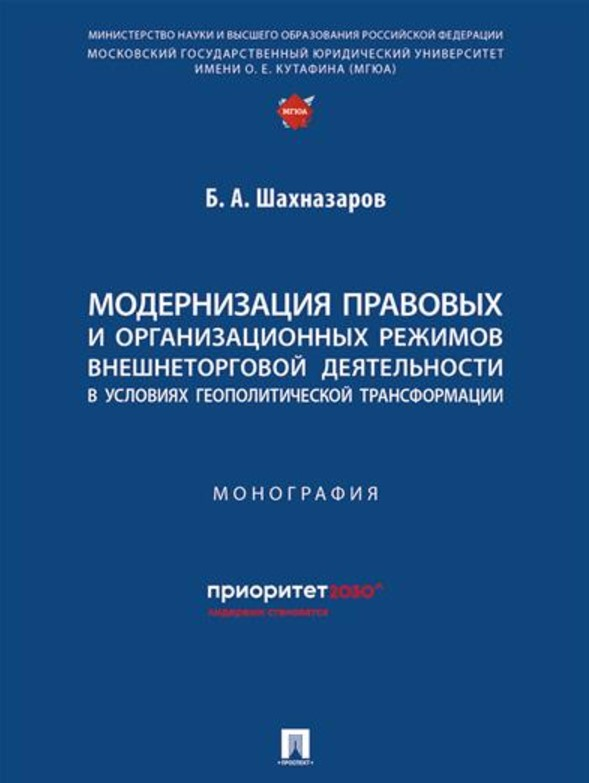 МИНИСТЕРСТВО НАУКИ И ВЫСШЕГО ОБРАЗОВАНИЯ РОССИЙСКОЙ ФЕДЕРАЦИИ
МОСКОВСКИЙ ГОСУДАРСТВЕННЫЙ ЮРИДИЧЕСКИЙ УНИВЕРСИТЕТ
ИМЕНИ О. Е. КУТАФИНА (МГЮА)
МГЮА
Б. А. Шахназаров
МОДЕРНИЗАЦИЯ ПРАВОВЫХ
И ОРГАНИЗАЦИОННЫХ РЕЖИМОВ
ВНЕШНЕТОРГОВОЙ ДЕЯТЕЛЬНОСТИ
В УСЛОВИЯХ ГЕОПОЛИТИЧЕСКОЙ ТРАНСФОРМАЦИИ
МОНОГРАФИЯ
приоритет2030^
лидерами становятся
ПРОСПЕКТ